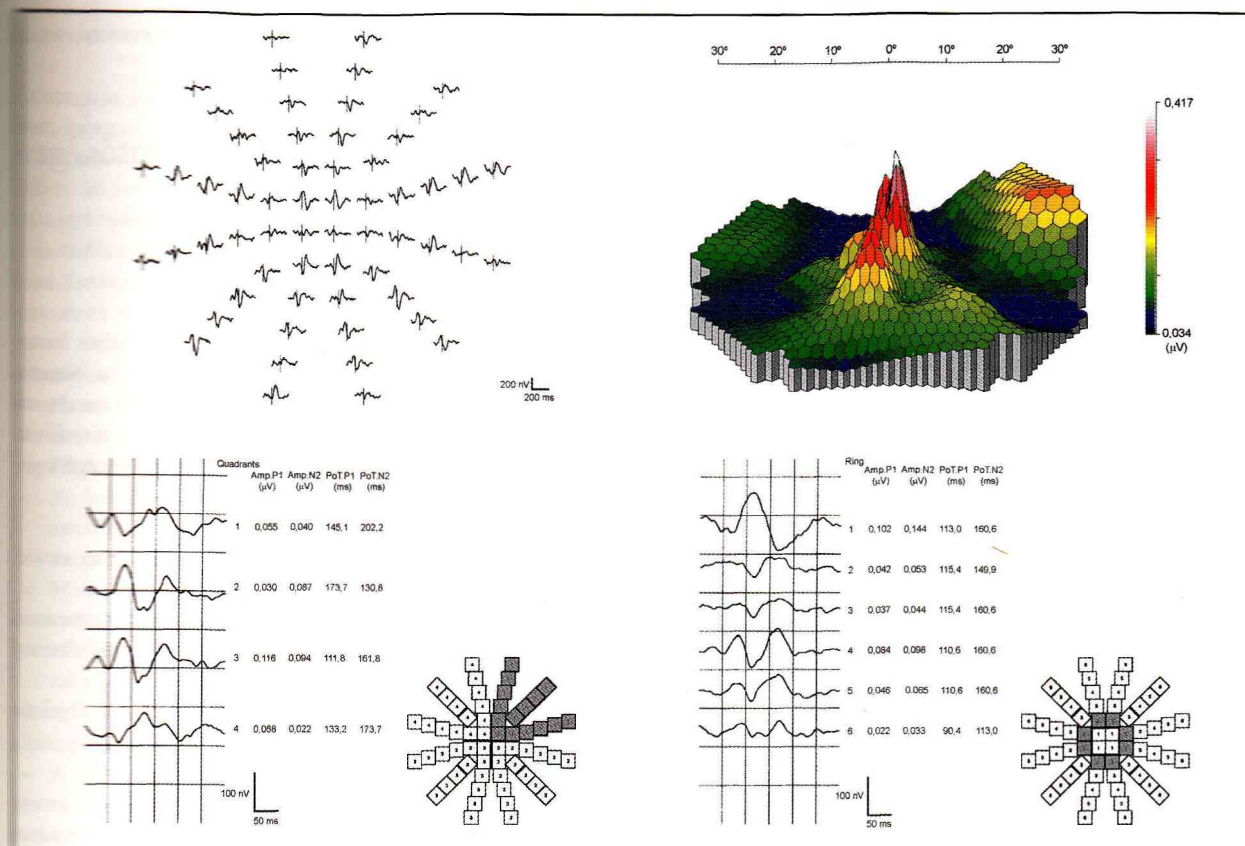 30° 20° 10° 0° 10° 20° 30°
0,417
0,034
(µV)
200 nV
200 ms
Quadrants
Amp.P1 Amp.N2 PoT.P1 PoT.N2
(µV) (µV) (ms) (ms)
1 0,055 0,040 145,1 202,2
2 0,030 0,087 173,7 130,8
3 0,116 0,094 111,8 161,8
4 0,068 0,022 133,2 173,7
100 nV
50 ms
Ring
Amp.P1 Amp.N2 PoT.P1 PoT.N2
(µV) (µV) (ms) (ms)
1 0,102 0,144 113,0 160,6
2 0,042 0,053 115,4 149,9
3 0,037 0,044 115,4 160,6
4 0,084 0,098 110,6 160,6
5 0,046 0.065 110,6 160,6
6 0,022 0,033 90,4 113,0
100 nV
50 ms